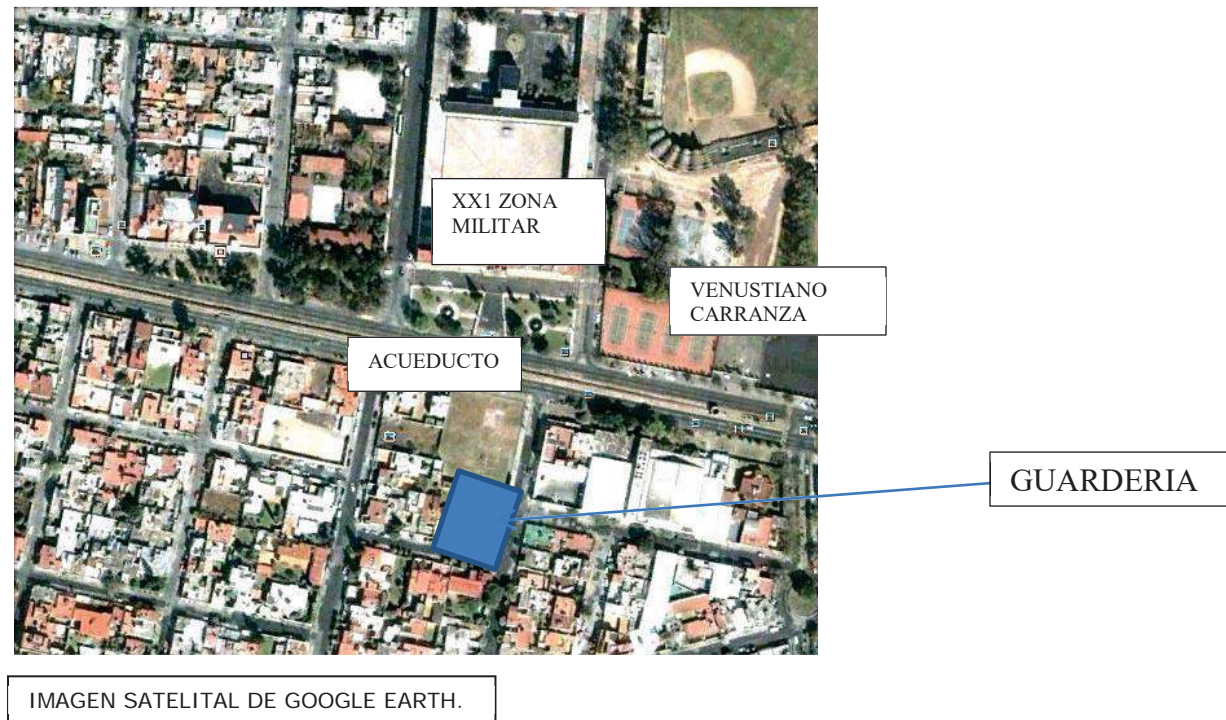 XX1 ZONA
MILITAR
VENUSTIANO
CARRANZA
ACUEDUCTO
GUARDERIA
IMAGEN SATELITAL DE GOOGLE EARTH.